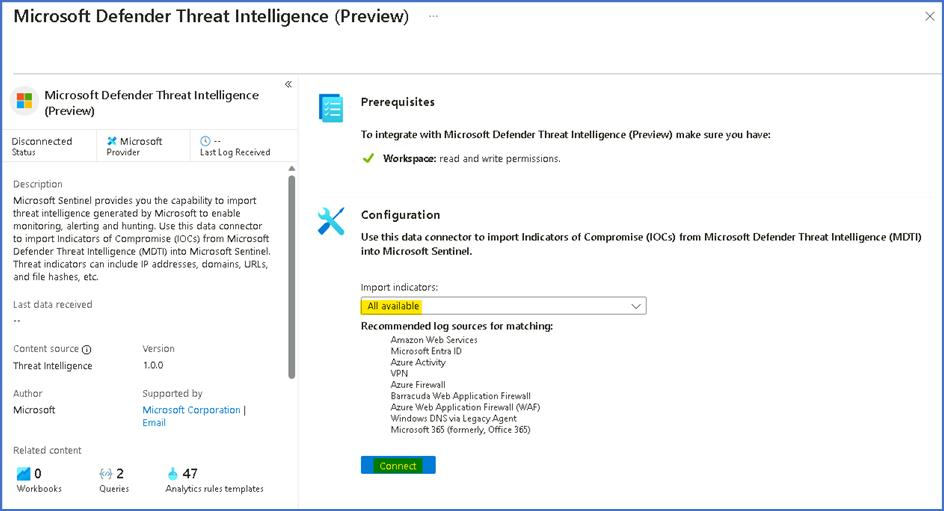 Microsoft Defender Threat Intelligence (Preview) ...
«
Microsoft Defender Threat Intelligence
(Preview)
Disconnected
Status
Microsoft
Provider
--
Last Log Received
Description
Microsoft Sentinel provides you the capability to import
threat intelligence generated by Microsoft to enable
monitoring, alerting and hunting. Use this data connector
to import Indicators of Compromise (IOCs) from Microsoft
Defender Threat Intelligence (MDTI) into Microsoft Sentinel.
Threat indicators can include IP addresses, domains, URLs,
and file hashes, etc.
Last data received
--
Content source
Threat Intelligence
Version
1.0.0
Author
Microsoft
Supported by
Microsoft Corporation |
Email
Related content
0
Workbooks
2
Queries
47
Analytics rules templates
Prerequisites
To integrate with Microsoft Defender Threat Intelligence (Preview) make sure you have:
Workspace: read and write permissions.
Configuration
Use this data connector to import Indicators of Compromise (IOCs) from Microsoft Defender Threat Intelligence (MDTI)
into Microsoft Sentinel.
Import indicators:
All available
Recommended log sources for matching:
Amazon Web Services
Microsoft Entra ID
Azure Activity
VPN
Azure Firewall
Barracuda Web Application Firewall
Azure Web Application Firewall (WAF)
Windows DNS via Legacy Agent
Microsoft 365 (formerly, Office 365)
Connect